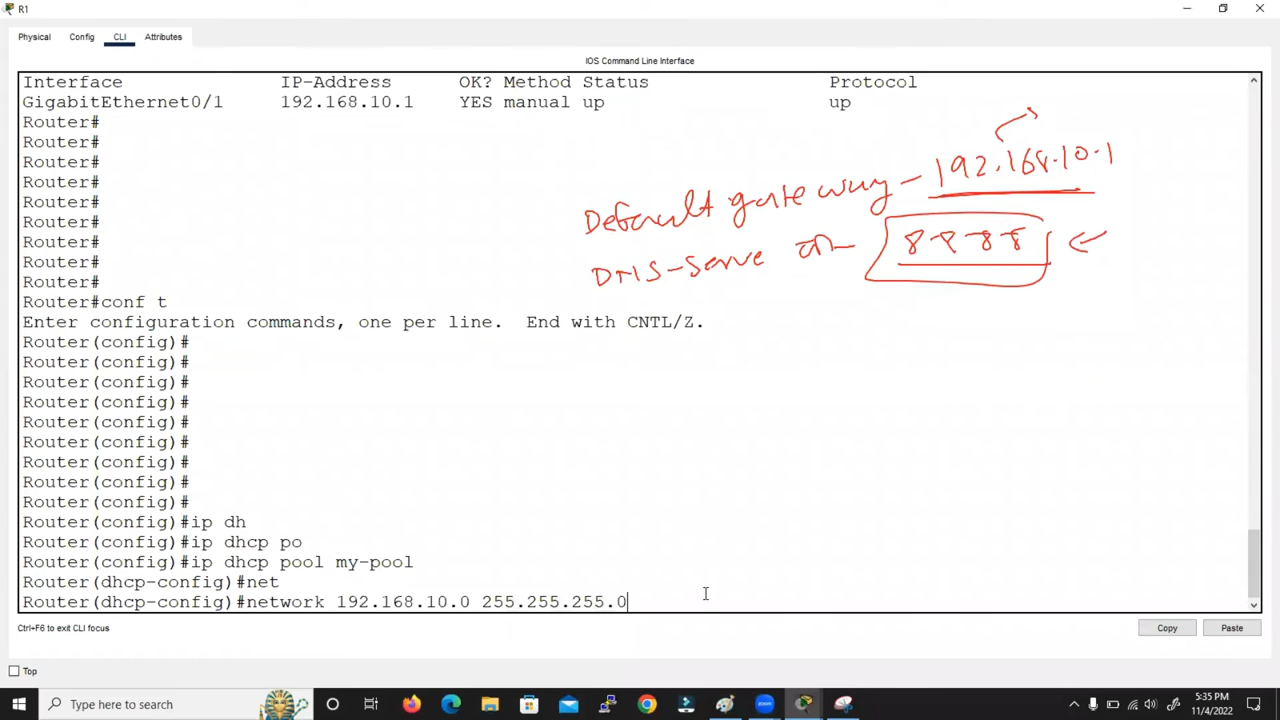 R1
Physical Config CLI Attributes
IOS Command Line Interface
Interface IP-Address OK? Method Status Protocol
GigabitEthernet0/1 192.168.10.1 YES manual up up
Router#
Router#
Router#
Router#
Router#
Router#
Router#
Router#
Router#
Router#conf t
Enter configuration commands, one per line. End with CNTL/Z.
Router(config)#
Router(config)#
Router(config)#
Router(config)#
Router(config)#
Router(config)#
Router(config)#
Router(config)#
Router(config)#
Router(config)#ip dh
Router(config)#ip dhcp po
Router(config)#ip dhcp pool my-pool
Router(dhcp-config)#net
Router(dhcp-config)#network 192.168.10.0 255.255.255.0
Default gateway - 192.168.10.1
DNS-Serve 8.8.8.8
Ctrl+F6 to exit CLI focus
Copy Paste
Top
Type here to search
5:35 PM
11/4/2022